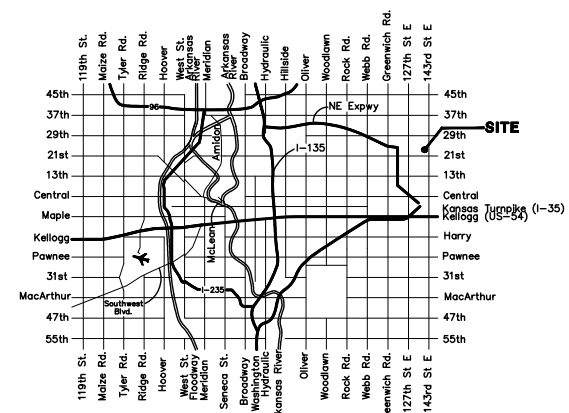 119th St.
Maize Rd.
Tyler Rd.
Ridge Rd.
Hoover
West St.
Arkansas River
Meridian
Arkansas River
Broadway
Hydraulic
Hillside
Oliver
Woodlawn
Rock Rd.
Webb Rd.
Greenwich Rd.
127th St E
143rd St E
45th
37th
29th
21st
13th
Central
Maple
Kellogg
Pawnee
31st
MacArthur
47th
55th
96
NE Expwy
Amidon
I-135
McLean
I-235
Southwest
Blvd.
SITE
45th
37th
29th
21st
13th
Central
Kansas Turnpike (I-35)
Kellogg (US-54)
Harry
Pawnee
31st
MacArthur
47th
55th
119th St.
Maize Rd.
Tyler Rd.
Ridge Rd.
Hoover
West St.
Floodway
Meridian
Seneca St.
Broadway
Washington
Hydraulic
kansas River
Oliver
Woodlawn
Rock Rd.
Webb Rd.
eenwich Rd.
127th St E
143rd St E